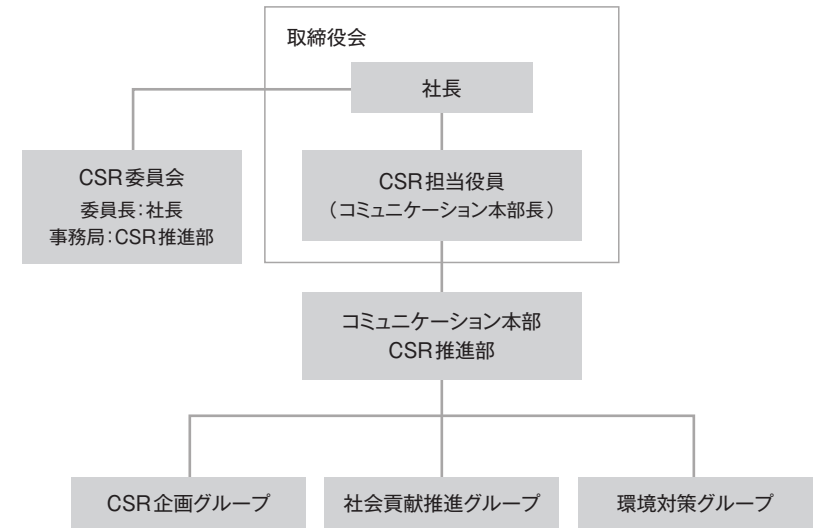 取締役会
社長
CSR委員会
委員長：社長
事務局：CSR推進部
CSR担当役員
（コミュニケーション本部長）
コミュニケーション本部
CSR推進部
CSR企画グループ
社会貢献推進グループ
環境対策グループ